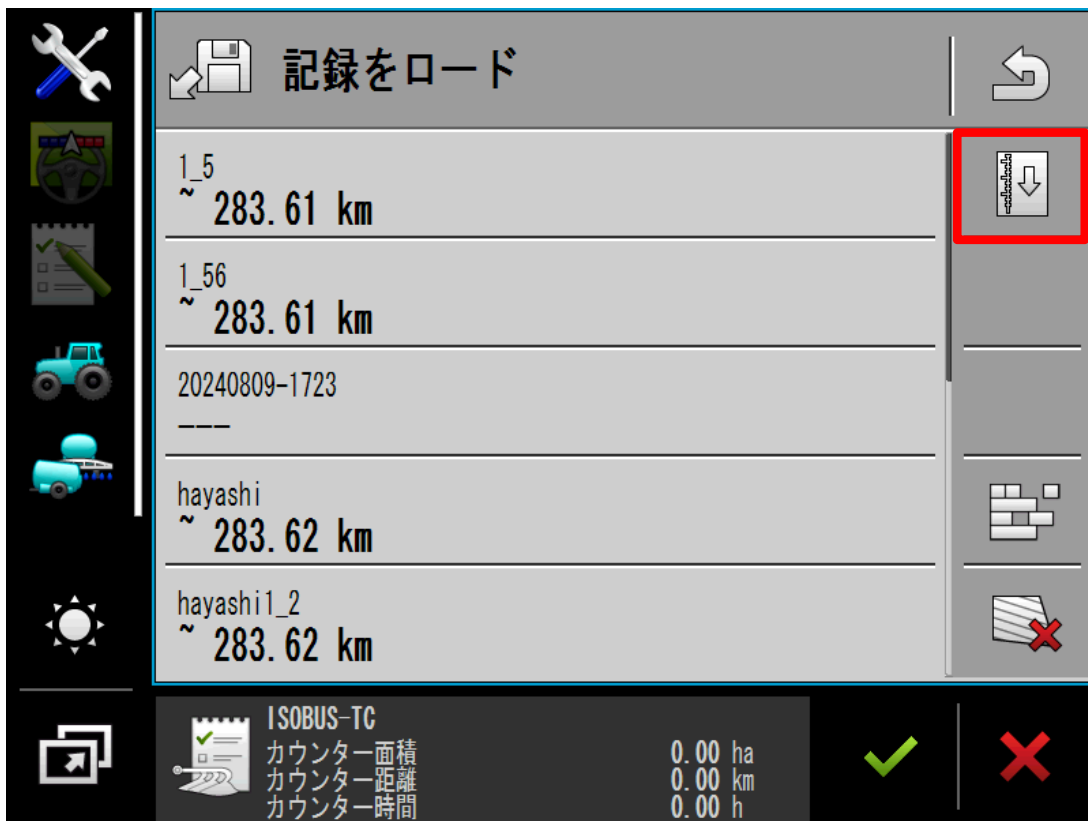 記録をロード
1_5
~ 283.61 km
1_56
~ 283.61 km
20240809-1723
---
hayashi
~ 283.62 km
hayashi1_2
~ 283.62 km
ISOBUS-TC
カウンター面積 0.00 ha
カウンター距離 0.00 km
カウンター時間 0.00 h